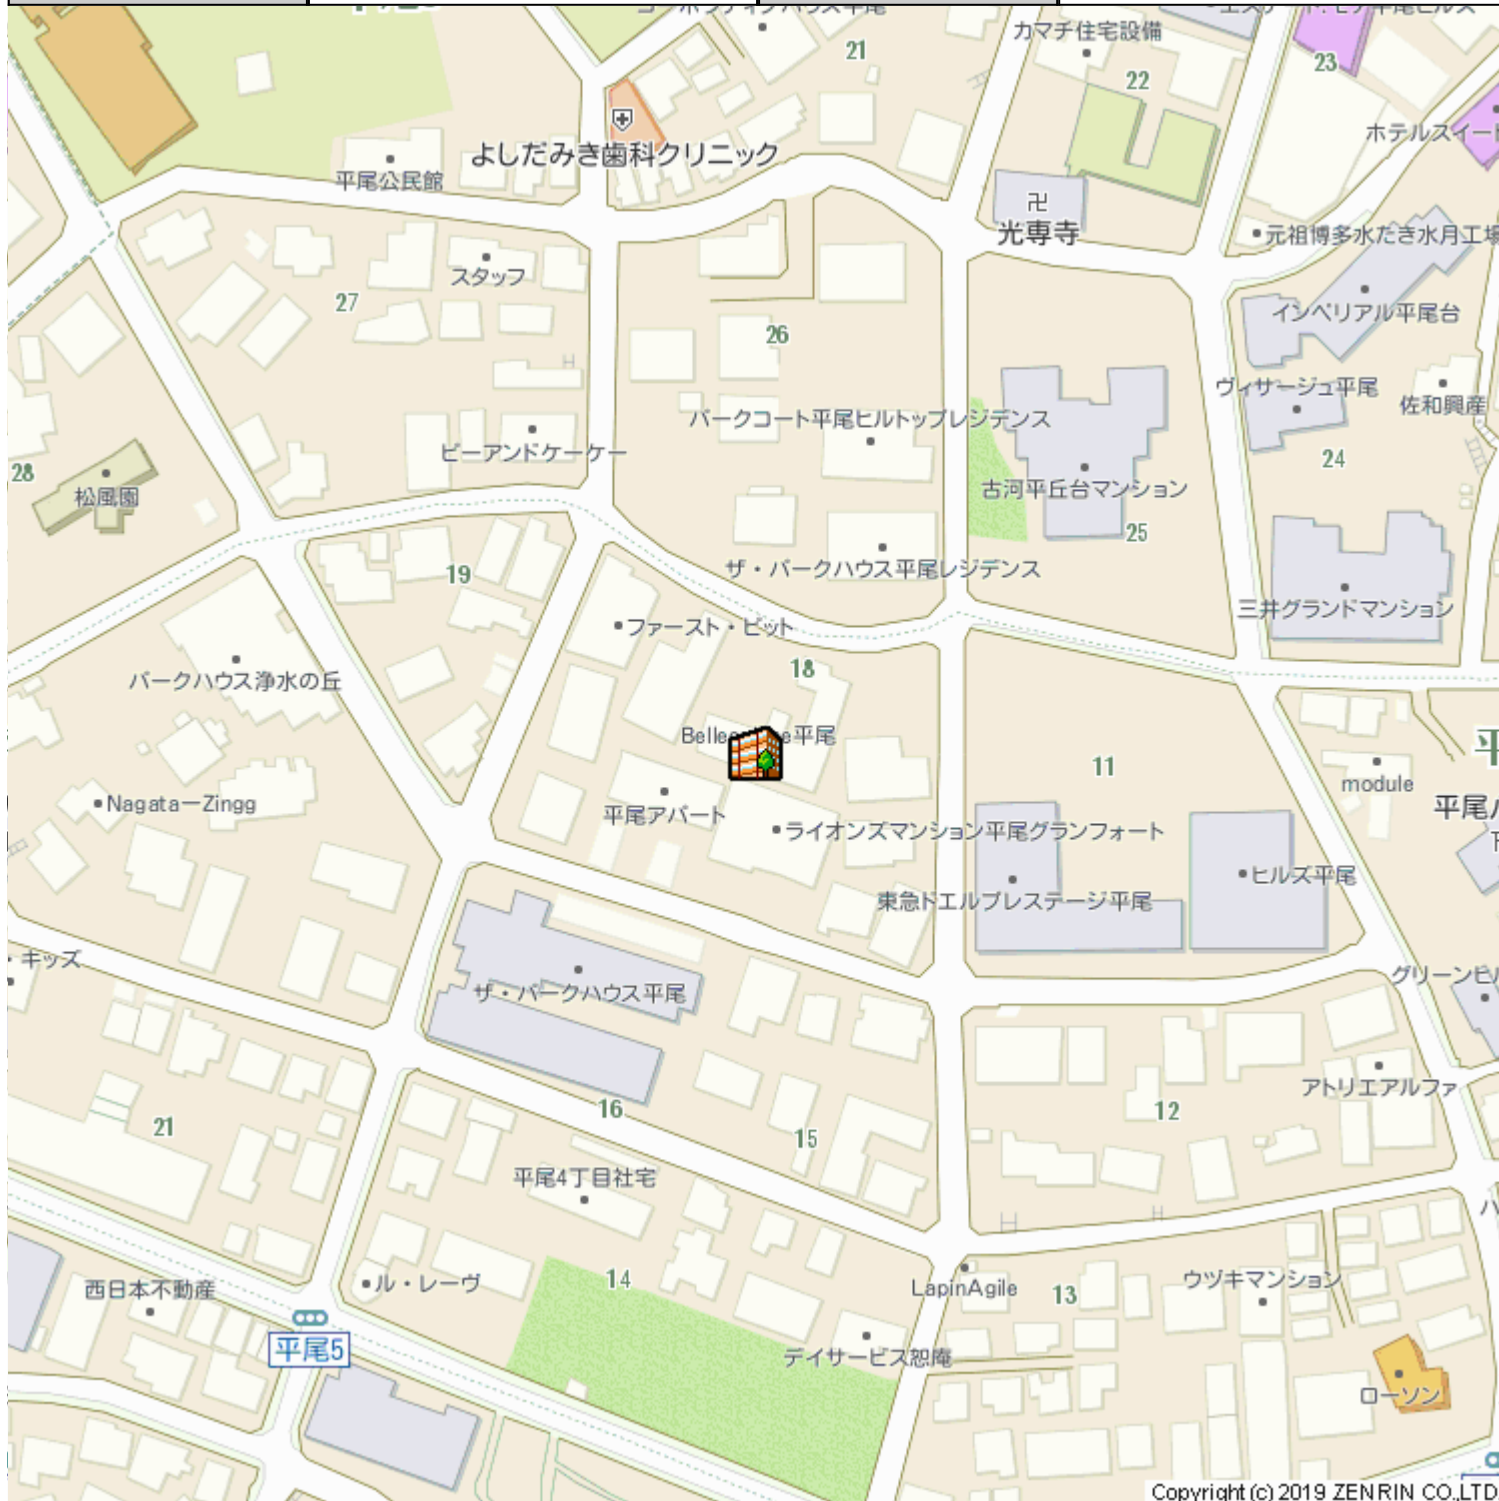 21
カマチ住宅設備
22
23
よしだみき歯科クリニック
平尾公民館
光専寺
元祖博多水だき水月工場
スタッフ
27
26
インペリアル平尾台
ヴィサージュ平尾
佐和興産
パークコート平尾ヒルトップレジデンス
ビーアンドケーケー
24
28
松風園
古河平丘台マンション
25
ザ・パークハウス平尾レジデンス
19
三井グランドマンション
ファースト・ビット
18
パークハウス浄水の丘
平尾
11
module
Nagata－Zingg
平尾アパート
ライオンズマンション平尾グランフォート
ヒルズ平尾
東急ドエルプレステージ平尾
キッズ
ザ・パークハウス平尾
アトリエアルファ
16
12
21
15
平尾4丁目社宅
14
ル・レーヴ
西日本不動産
LapinAgile
13
ウヅキマンション
平尾5
デイサービス恕庵
ローソン
Copyright (c) 2019 ZENRIN CO.,LTD